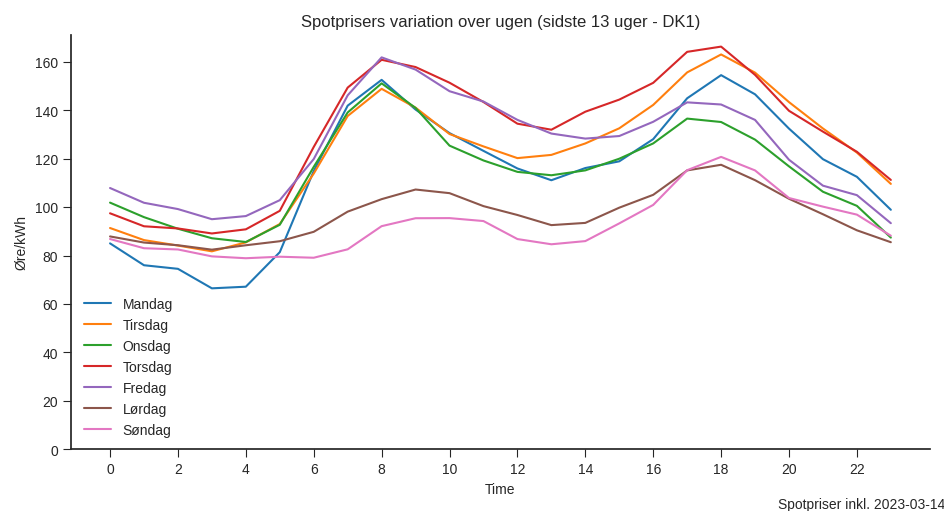 Spotprisers variation over ugen (sidste 13 uger - DK1)
Øre/kWh
160
140
120
100
80
60
40
20
0
Mandag
Tirsdag
Onsdag
Torsdag
Fredag
Lørdag
Søndag
0 2 4 6 8 10 12 14 16 18 20 22
Time
Spotpriser inkl. 2023-03-14